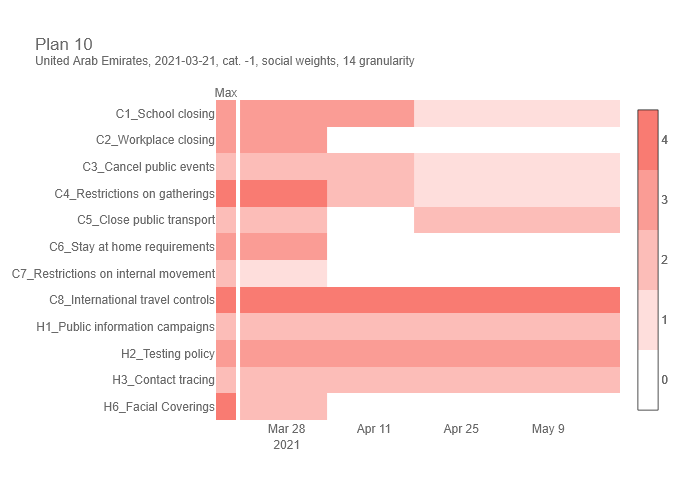 Plan 10
United Arab Emirates, 2021-03-21, cat. -1, social weights, 14 granularity
Max
C1_School closing
C2_Workplace closing
C3_Cancel public events
C4_Restrictions on gatherings
C5_Close public transport
C6_Stay at home requirements
C7_Restrictions on internal movement
C8_International travel controls
H1_Public information campaigns
H2_Testing policy
H3_Contact tracing
H6_Facial Coverings
Mar 28 Apr 11 Apr 25 May 9
2021
4
3
2
1
0